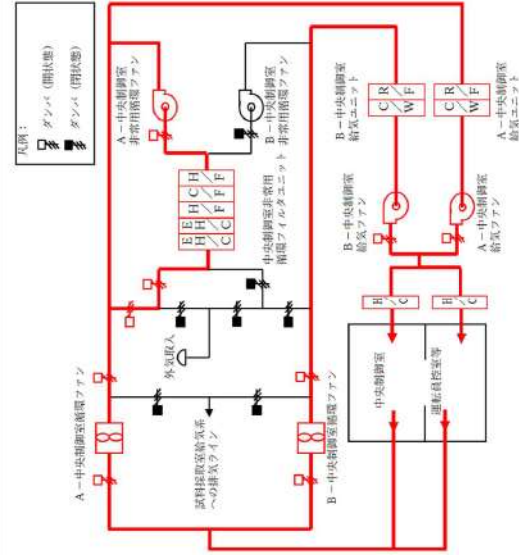 凡例：
ダンパ（開状態）
ダンパ（閉状態）
A－中央制御室
非常用循環ファン
B－中央制御室
非常用循環ファン
中央制御室非常用
循環フィルタユニット
E
H
C
E
H
C
H
F
C
F
H
F
外気取入
試料採取室給気系
への排気ライン
A－中央制御室循環ファン
B－中央制御室循環ファン
B－中央制御室
給気ユニット
C
W
R
F
A－中央制御室
給気ユニット
C
W
R
F
B－中央制御室
給気ファン
A－中央制御室
給気ファン
H
C
H
C
中央制御室
運転員控室等